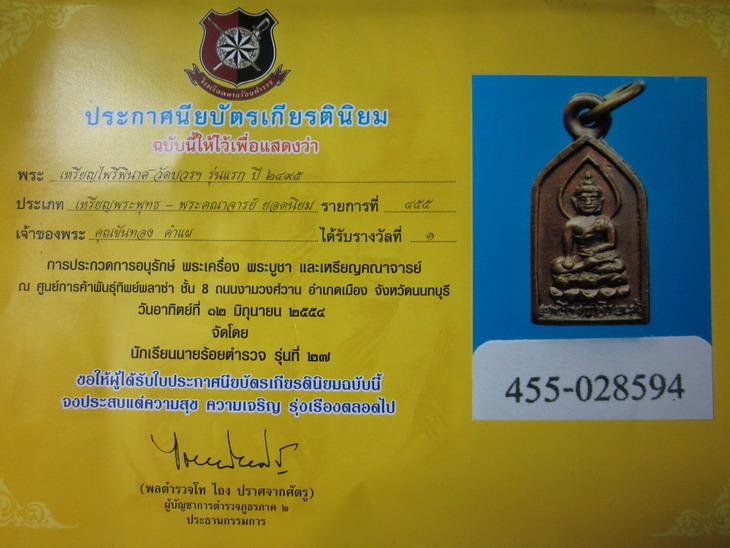 โรงเรียนนายร้อยตำรวจ
ประกาศนียบัตรเกียรตินิยม
ฉบับนี้ให้ไว้เพื่อแสดงว่า
พระ เหรียญไพรีพินาศ วัดบวรฯ รุ่นแรก ปี ๒๔๙๕
ประเภท เหรียญพระพุทธ - พระคณาจารย์ ยอดนิยม รายการที่ ๔๕๕
เจ้าของพระ คุณขันทอง คำแผ ได้รับรางวัลที่ ๑
การประกวดการอนุรักษ์ พระเครื่อง พระบูชา และเหรียญคณาจารย์
ณ ศูนย์การค้าพันธุ์ทิพย์พลาซ่า ชั้น 8 ถนนงามวงศ์วาน อำเภอเมือง จังหวัดนนทบุรี
วันอาทิตย์ที่ ๑๒ มิถุนายน ๒๕๕๔
จัดโดย
นักเรียนนายร้อยตำรวจ รุ่นที่ ๒๗
ขอให้ผู้ได้รับใบประกาศนียบัตรเกียรตินิยมฉบับนี้
จงประสบแต่ความสุข ความเจริญ รุ่งเรืองตลอดไป
(พลตำรวจโท ไถง ปราศจากศัตรู)
ผู้บัญชาการตำรวจภูธรภาค ๒
ประธานกรรมการ
455-028594